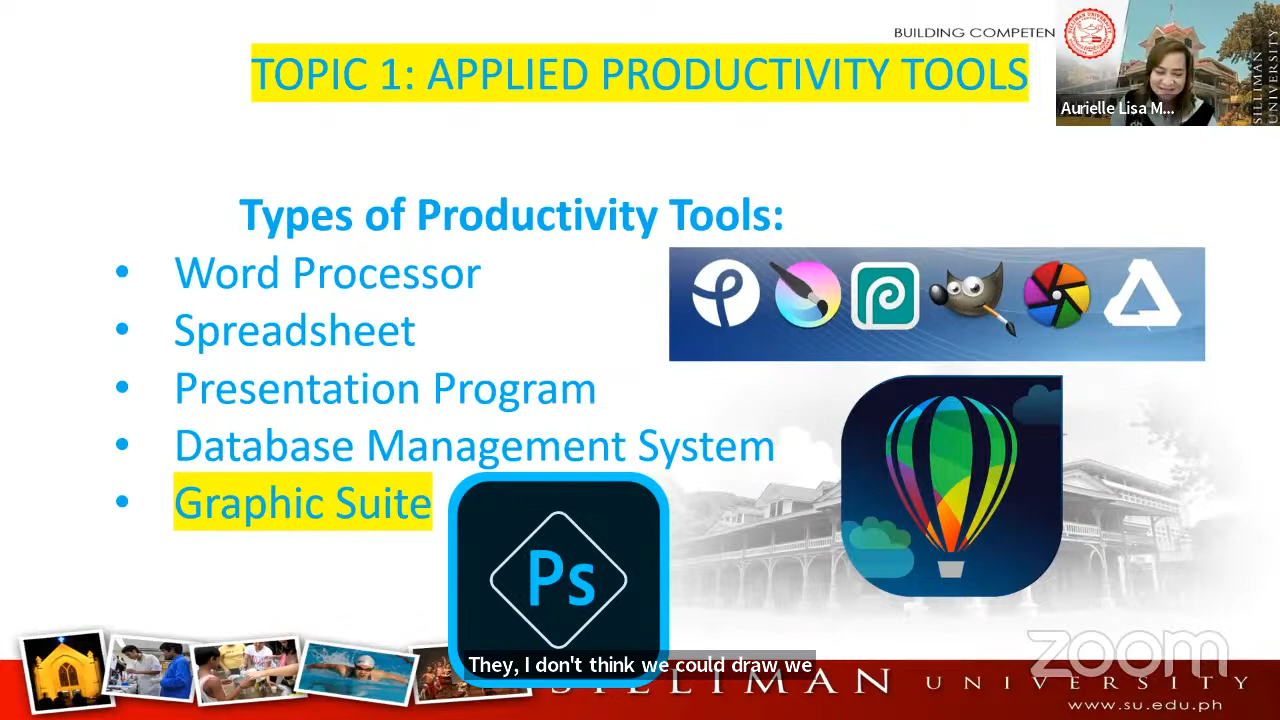 BUILDING COMPETEN
TOPIC 1: APPLIED PRODUCTIVITY TOOLS
SILLIMAN
UNIVERSITY
Aurielle Lisa M...
Types of Productivity Tools:
• Word Processor
• Spreadsheet
• Presentation Program
• Database Management System
• Graphic Suite
Ps
They, I don't think we could draw we
zoom
SILLIMAN UNIVERSITY
www.su.edu.ph